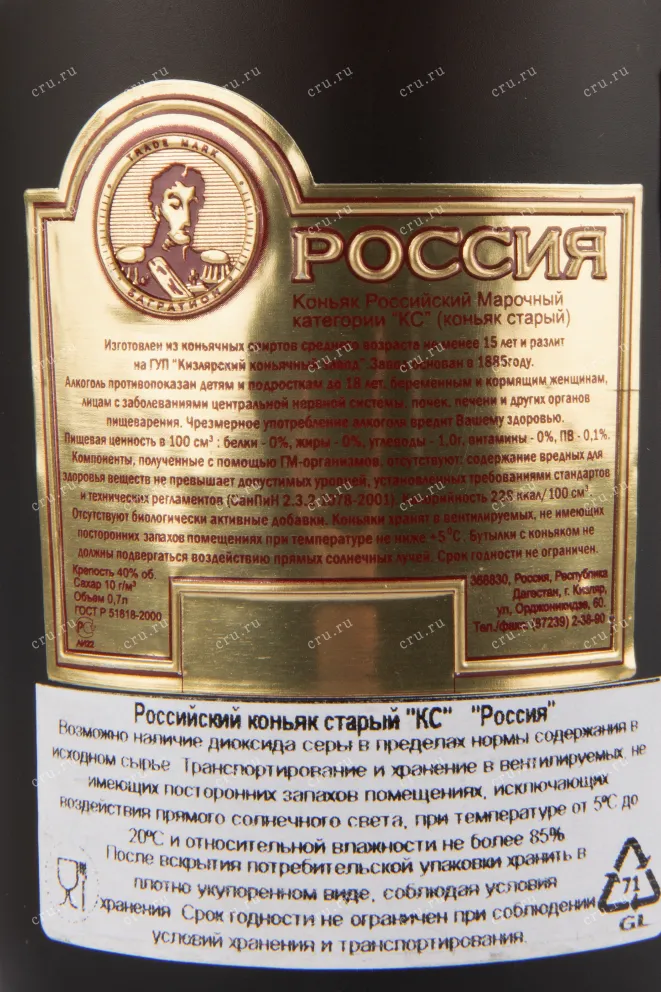 TRADE MARK
БАГРАТИОН
РОССИЯ
Коньяк Российский Марочный
категории "КС" (коньяк старый)
Изготовлен из коньячных спиртов среднего возраста не менее 15 лет и разлит
на ГУП "Кизлярский коньячный завод". Завод основан в 1885году.
Алкоголь противопоказан детям и подросткам до 18 лет, беременным и кормящим женщинам,
лицам с заболеваниями центральной нервной системы, почек, печени и других органов
пищеварения. Чрезмерное употребление алкоголя вредит Вашему здоровью.
Пищевая ценность в 100 см³ : белки - 0%, жиры - 0%, углеводы - 1,0г, витамины - 0%, ПВ - 0,1%.
Компоненты, полученные с помощью ГМ-организмов, отсутствуют: содержание вредных для
здоровья веществ не превышает допустимых уровней, установленных требованиями стандартов
и технических регламентов (СанПиН 2.3.2.1078-2001). Калорийность 228 ккал/100 см³.
Отсутствуют биологически активные добавки. Коньяки хранят в вентилируемых, не имеющих
посторонних запахов помещениях при температуре не ниже +5°С. Бутылки с коньяком не
должны подвергаться воздействию прямых солнечных лучей. Срок годности не ограничен.
Крепость 40% об.
Сахар 10 г/м³
Объем 0,7л
ГОСТ Р 51618-2000
РС
АИ22
368830, Россия, Республика
Дагестан, г. Кизляр,
ул. Орджоникидзе, 60.
Тел./факс (87239) 2-38-90
Российский коньяк старый "КС" "Россия"
Возможно наличие диоксида серы в пределах нормы содержания в
исходном сырье. Транспортирование и хранение в вентилируемых, не
имеющих посторонних запахов помещениях, исключающих
воздействия прямого солнечного света, при температуре от 5°С до
20°С и относительной влажности не более 85%
После вскрытия потребительской упаковки хранить в
плотно укупоренном виде, соблюдая условия
хранения. Срок годности не ограничен при соблюдении
условий хранения и транспортирования.
71
GL
cru.ru